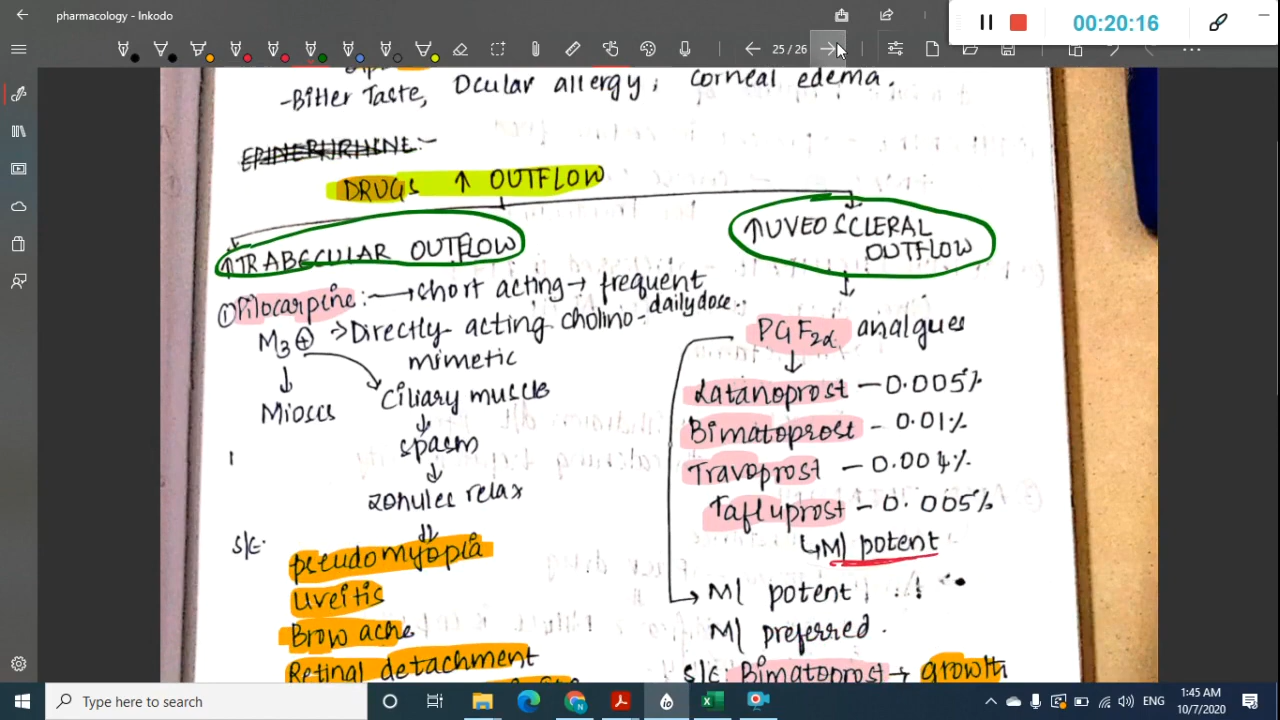 pharmacology - Inkodo
00:20:16
25 / 26
-Bitter Taste, Ocular allergy, Corneal edema.
EPINEPHRINE:-
DRUGS ↑ OUTFLOW
↑TRABECULAR OUTFLOW
① Pilocarpine: → short acting → frequent
daily dose..
M3 ⊕ → Directly acting cholino-
mimetic
↓
Miosis
Ciliary muscle
↓
spasm
↓
zonules relax
↓
S/E:
pseudomyopia
Uveitis
Brow ache
Retinal detachment
↑UVEOSCLERAL
OUTFLOW
↓
PGF2α analgues
↓
Latanoprost — 0.005%
Bimatoprost - 0.01%
Travoprost — 0.004%
Tafluprost — 0.005%
↳ M/ potent
→ M/ potent
M/ preferred.
S/E: Bimatoprost → growth
Type here to search
ENG
1:45 AM
10/7/2020